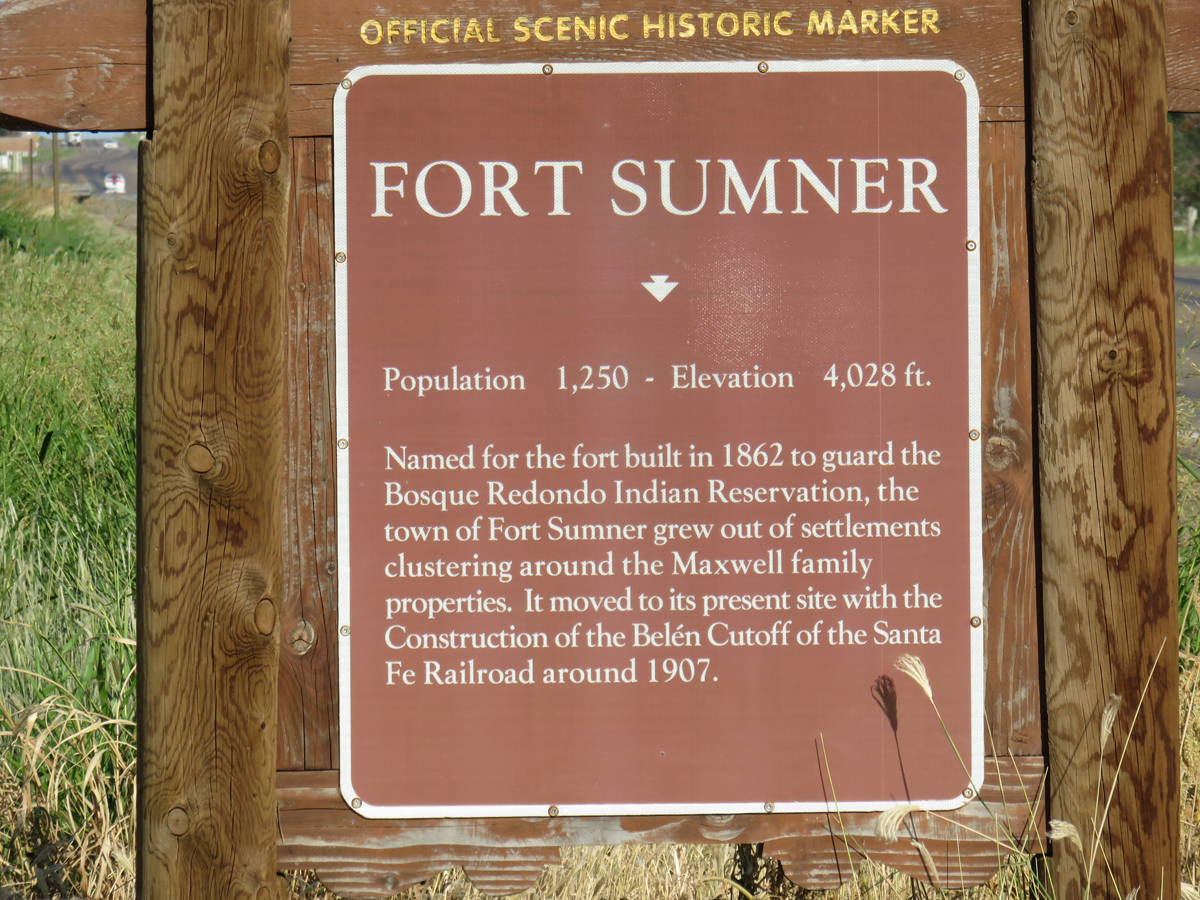 OFFICIAL SCENIC HISTORIC MARKER
FORT SUMNER
Population 1,250 - Elevation 4,028 ft.
Named for the fort built in 1862 to guard the
Bosque Redondo Indian Reservation, the
town of Fort Sumner grew out of settlements
clustering around the Maxwell family
properties. It moved to its present site with the
Construction of the Belén Cutoff of the Santa
Fe Railroad around 1907.